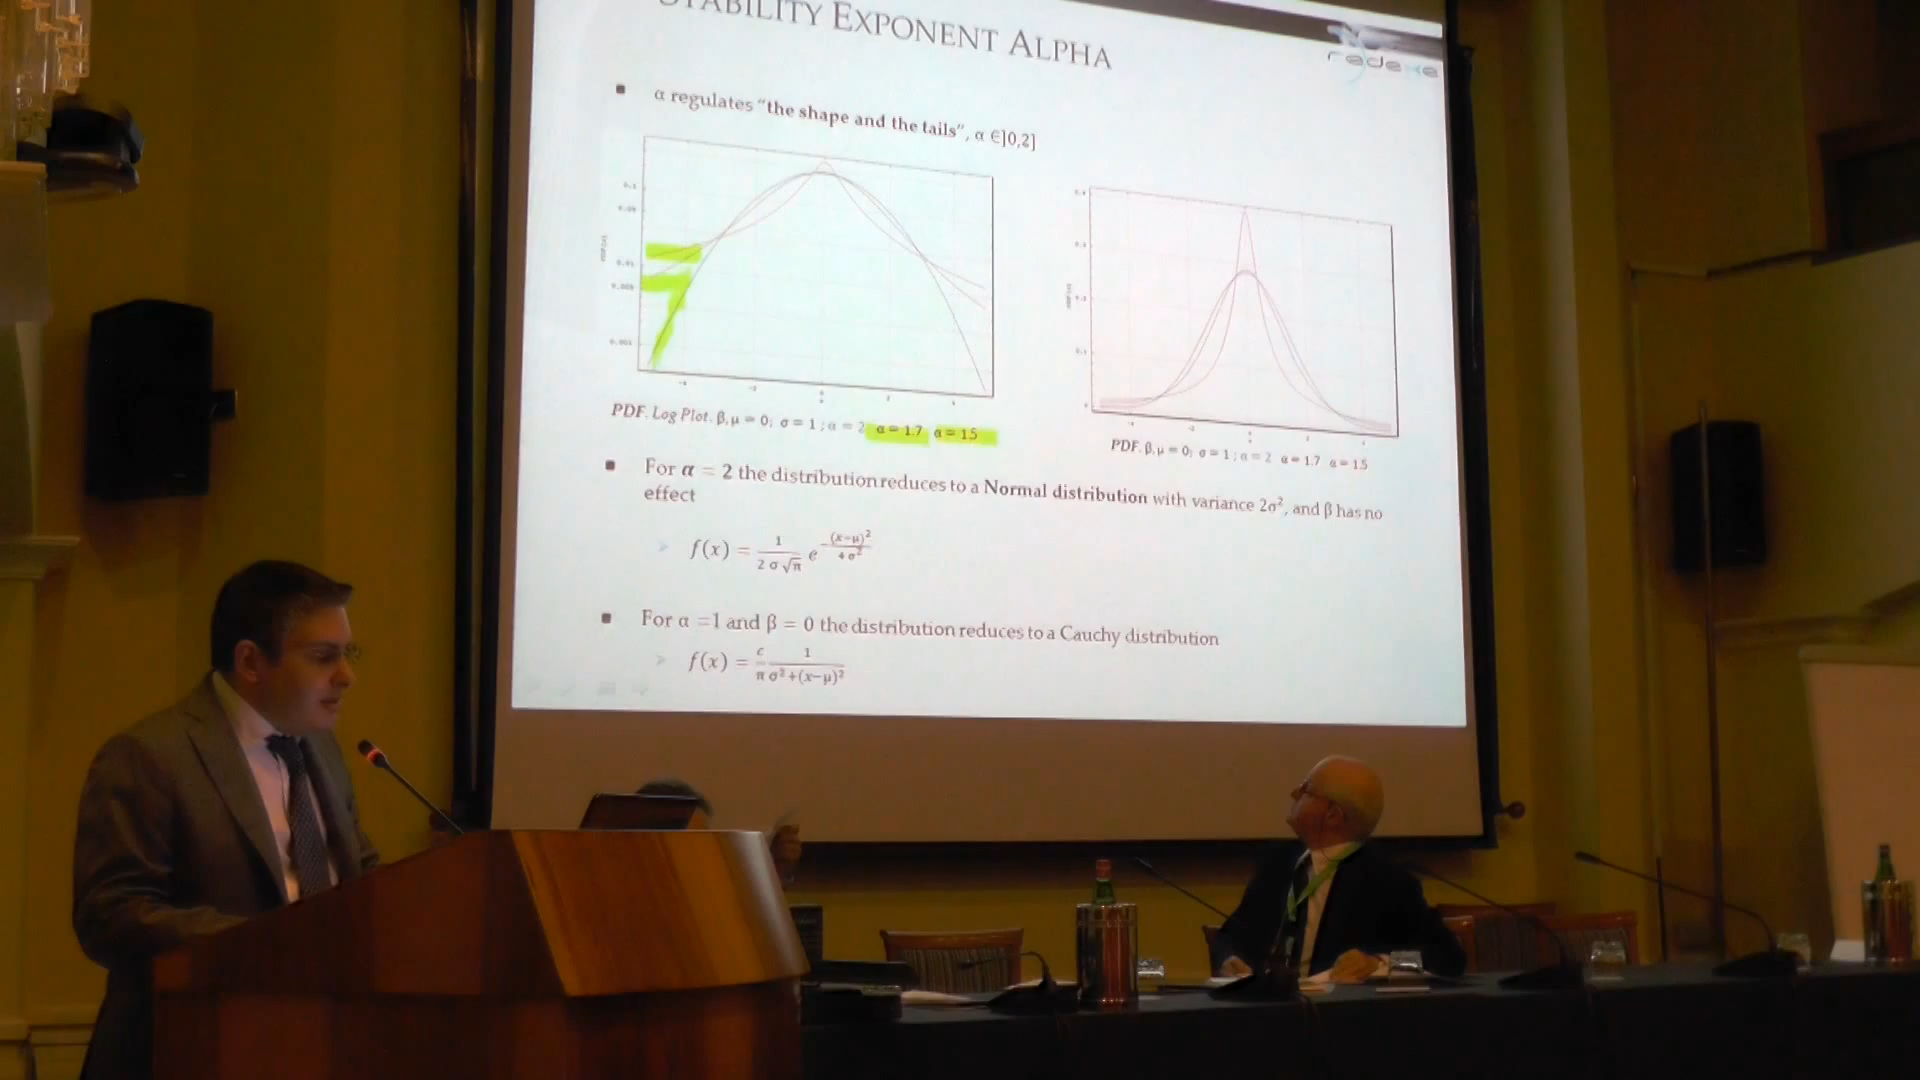 STABILITY EXPONENT ALPHA
redexe
▪ α regulates “the shape and the tails”, α ∈]0,2]
PDF. Log Plot. β,μ = 0; σ = 1 ; α = 2 α = 1.7 α = 1.5
PDF. β,μ = 0; σ = 1 ; α = 2 α = 1.7 α = 1.5
▪ For α = 2 the distribution reduces to a Normal distribution with variance 2σ², and β has no
effect
➢ f(x) = 1/(2 σ √π) e^(-(x−μ)²/(4 σ²))
▪ For α =1 and β = 0 the distribution reduces to a Cauchy distribution
➢ f(x) = c/π 1/(σ²+(x−μ)²)